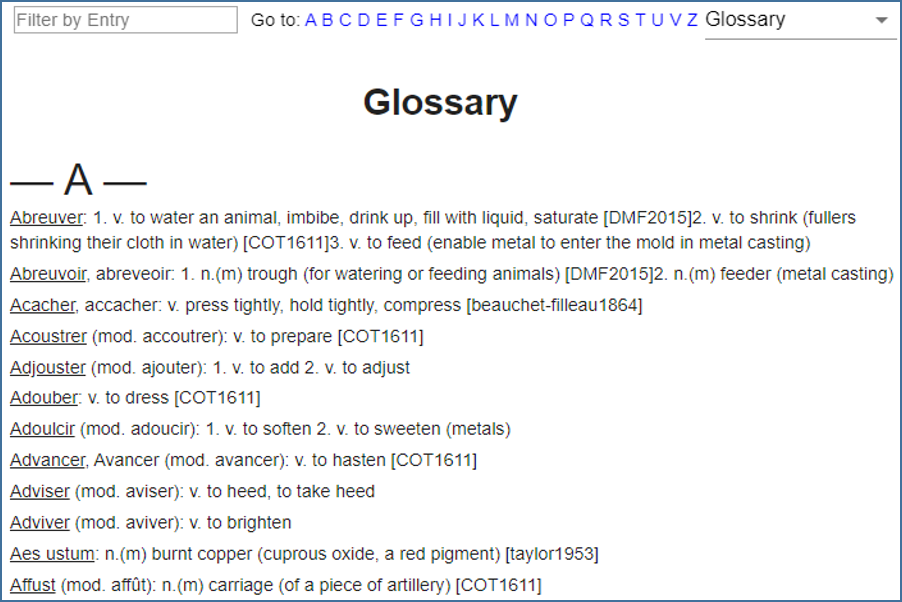 Filter by Entry Go to: A B C D E F G H I J K L M N O P Q R S T U V Z Glossary
Glossary
— A —
Abreuver: 1. v. to water an animal, imbibe, drink up, fill with liquid, saturate [DMF2015]2. v. to shrink (fullers
shrinking their cloth in water) [COT1611]3. v. to feed (enable metal to enter the mold in metal casting)
Abreuvoir, abreveoir: 1. n.(m) trough (for watering or feeding animals) [DMF2015]2. n.(m) feeder (metal casting)
Acacher, accacher: v. press tightly, hold tightly, compress [beauchet-filleau1864]
Acoustrer (mod. accoutrer): v. to prepare [COT1611]
Adjouster (mod. ajouter): 1. v. to add 2. v. to adjust
Adouber: v. to dress [COT1611]
Adoulcir (mod. adoucir): 1. v. to soften 2. v. to sweeten (metals)
Advancer, Avancer (mod. avancer): v. to hasten [COT1611]
Adviser (mod. aviser): v. to heed, to take heed
Adviver (mod. aviver): v. to brighten
Aes ustum: n.(m) burnt copper (cuprous oxide, a red pigment) [taylor1953]
Affust (mod. affût): n.(m) carriage (of a piece of artillery) [COT1611]